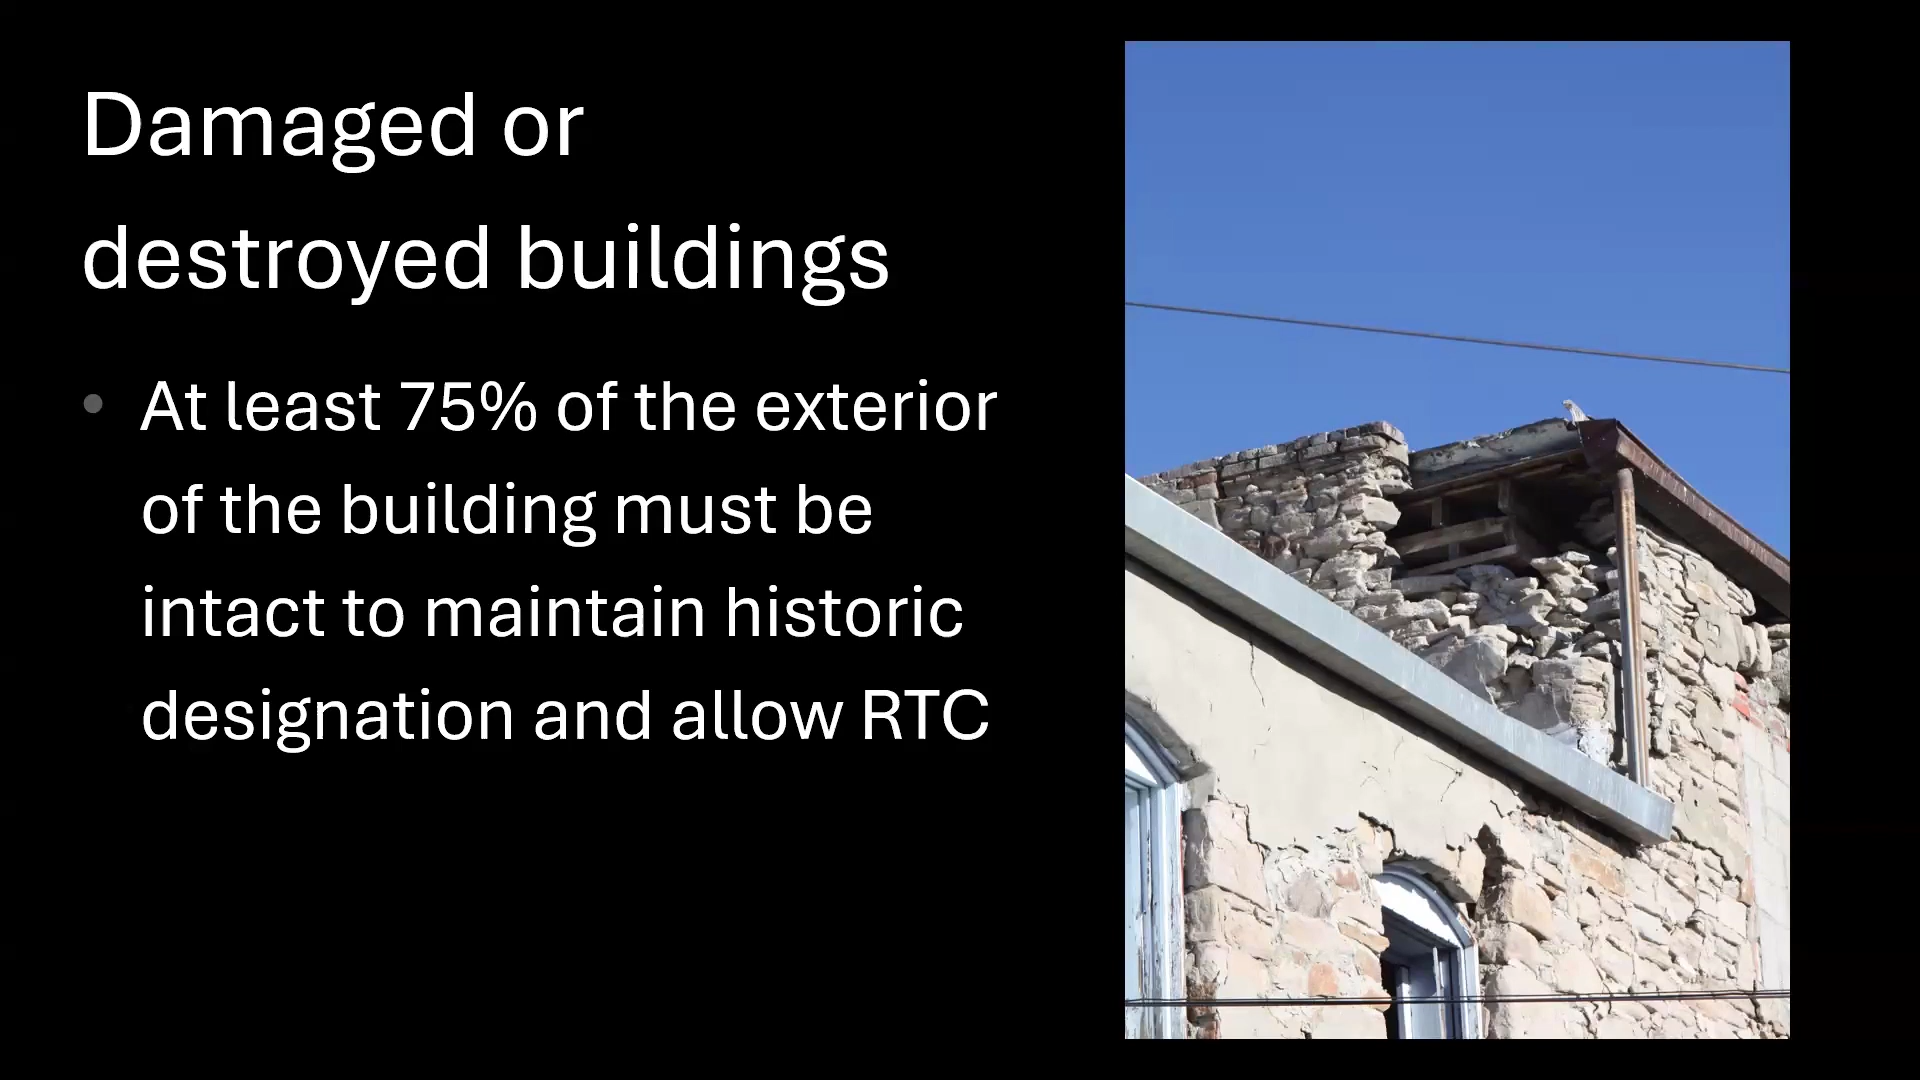 Damaged or
destroyed buildings
• At least 75% of the exterior
of the building must be
intact to maintain historic
designation and allow RTC